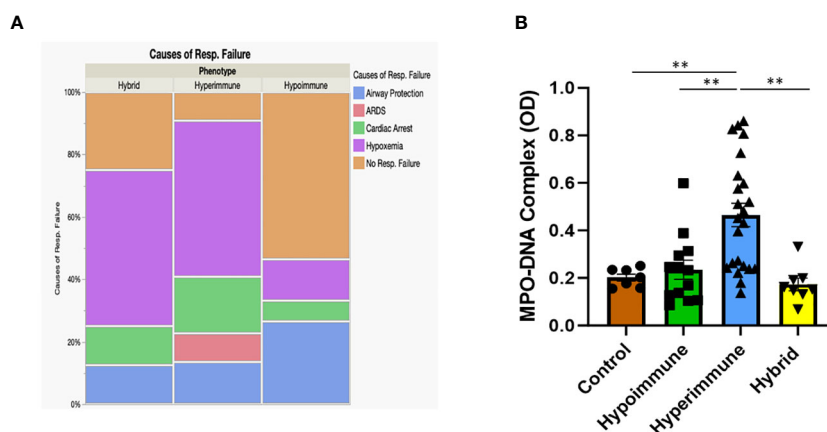 A
Causes of Resp. Failure
Phenotype
Hybrid Hyperimmune Hypoimmune
100%
80%
60%
40%
20%
0%
Causes of Resp. Failure
Causes of Resp. Failure
Airway Protection
ARDS
Cardiac Arrest
Hypoxemia
No Resp. Failure
B
**
** **
MPO-DNA Complex (OD)
1.0
0.8
0.6
0.4
0.2
0.0
Control
Hypoimmune
Hyperimmune
Hybrid